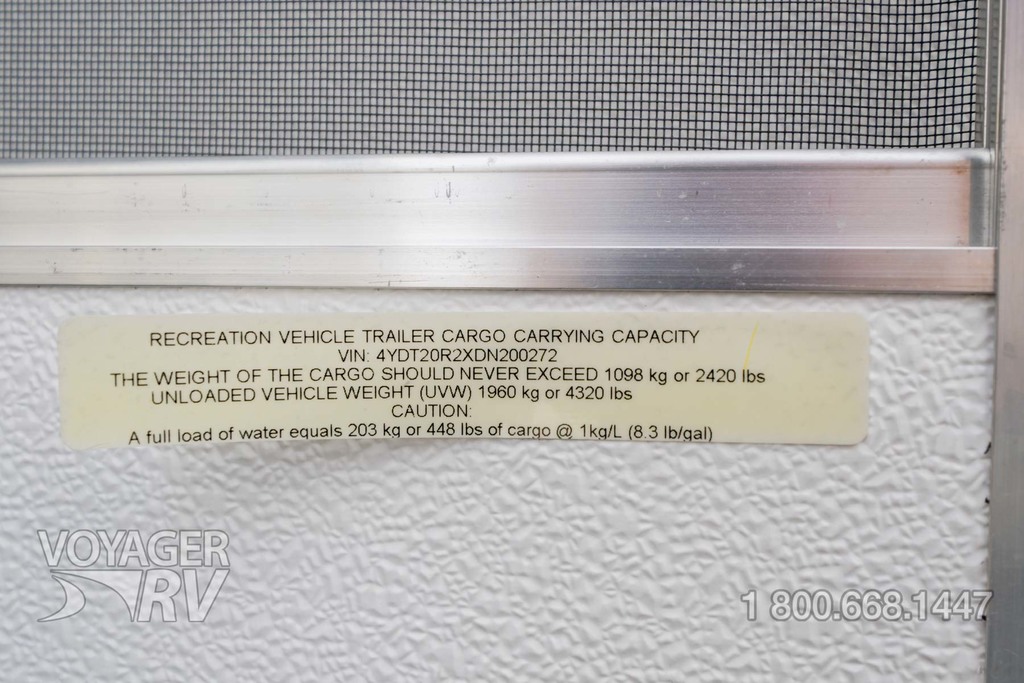 RECREATION VEHICLE TRAILER CARGO CARRYING CAPACITY
VIN: 4YDT20R2XDN200272
THE WEIGHT OF THE CARGO SHOULD NEVER EXCEED 1098 kg or 2420 lbs
UNLOADED VEHICLE WEIGHT (UVW) 1960 kg or 4320 lbs
CAUTION:
A full load of water equals 203 kg or 448 lbs of cargo @ 1kg/L (8.3 lb/gal)
VOYAGER
RV
1 800.668.1447